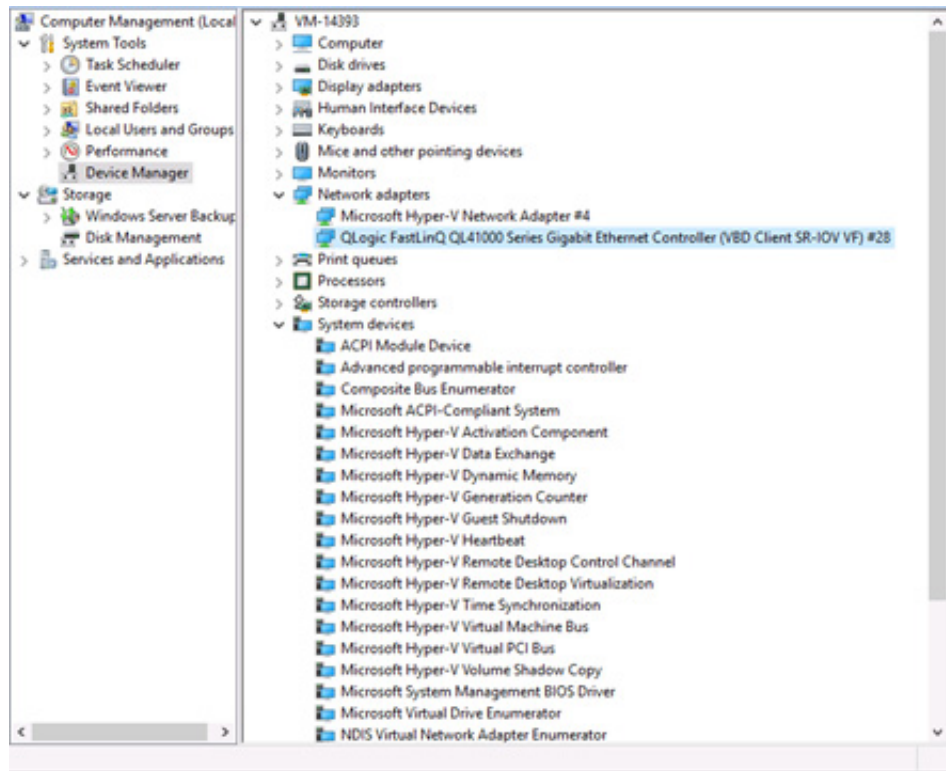 Computer Management (Local
System Tools
Task Scheduler
Event Viewer
Shared Folders
Local Users and Groups
Performance
Device Manager
Storage
Windows Server Backup
Disk Management
Services and Applications
VM-14393
Computer
Disk drives
Display adapters
Human Interface Devices
Keyboards
Mice and other pointing devices
Monitors
Network adapters
Microsoft Hyper-V Network Adapter #4
QLogic FastLinQ QL41000 Series Gigabit Ethernet Controller (VBD Client SR-IOV VF) #28
Print queues
Processors
Storage controllers
System devices
ACPI Module Device
Advanced programmable interrupt controller
Composite Bus Enumerator
Microsoft ACPI-Compliant System
Microsoft Hyper-V Activation Component
Microsoft Hyper-V Data Exchange
Microsoft Hyper-V Dynamic Memory
Microsoft Hyper-V Generation Counter
Microsoft Hyper-V Guest Shutdown
Microsoft Hyper-V Heartbeat
Microsoft Hyper-V Remote Desktop Control Channel
Microsoft Hyper-V Remote Desktop Virtualization
Microsoft Hyper-V Time Synchronization
Microsoft Hyper-V Virtual Machine Bus
Microsoft Hyper-V Virtual PCI Bus
Microsoft Hyper-V Volume Shadow Copy
Microsoft System Management BIOS Driver
Microsoft Virtual Drive Enumerator
NDIS Virtual Network Adapter Enumerator